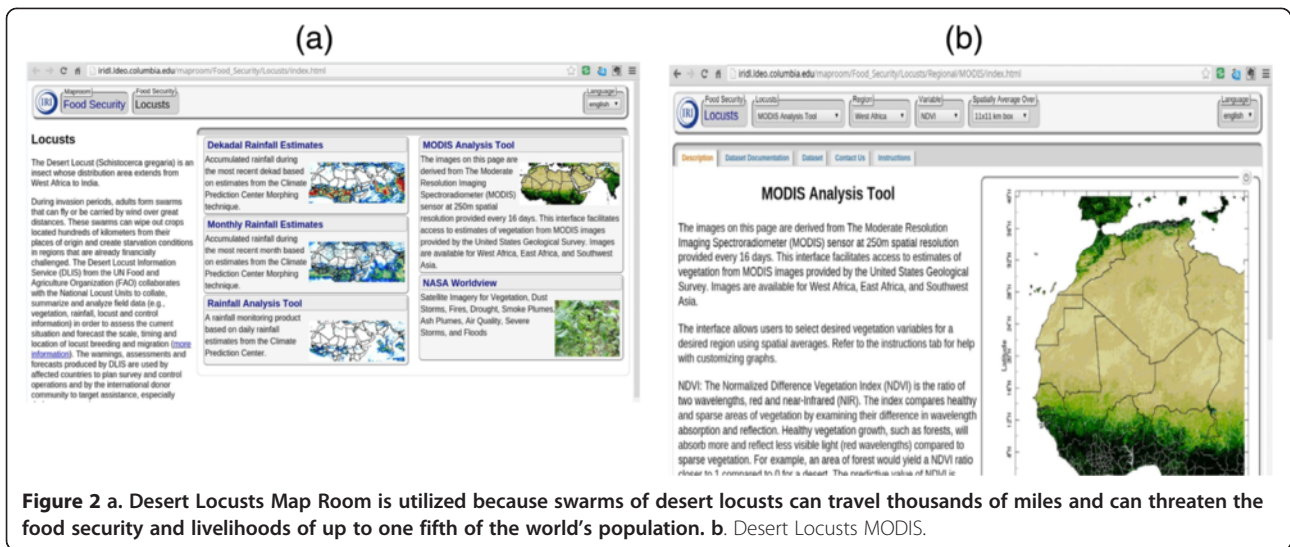 (a)
iridl.ldeo.columbia.edu/maproom/Food_Security/Locusts/index.html
IRI
Maproom
Food Security
Food Security
Locusts
Language
english
Locusts
The Desert Locust (Schistocerca gregaria) is an
insect whose distribution area extends from
West Africa to India.
During invasion periods, adults form swarms
that can fly or be carried by wind over great
distances. These swarms can wipe out crops
located hundreds of kilometers from their
places of origin and create starvation conditions
in regions that are already financially
challenged. The Desert Locust Information
Service (DLIS) from the UN Food and
Agriculture Organization (FAO) collaborates
with the National Locust Units to collate,
summarize and analyze field data (e.g.,
vegetation, rainfall, locust and control
information) in order to assess the current
situation and forecast the scale, timing and
location of locust breeding and migration (more
information). The warnings, assessments and
forecasts produced by DLIS are used by
affected countries to plan survey and control
operations and by the international donor
community to target assistance, especially
Dekadal Rainfall Estimates
Accumulated rainfall during
the most recent dekad based
on estimates from the Climate
Prediction Center Morphing
technique.
Monthly Rainfall Estimates
Accumulated rainfall during
the most recent month based
on estimates from the Climate
Prediction Center Morphing
technique.
Rainfall Analysis Tool
A rainfall monitoring product
based on daily rainfall
estimates from the Climate
Prediction Center.
MODIS Analysis Tool
The images on this page are
derived from The Moderate
Resolution Imaging
Spectroradiometer (MODIS)
sensor at 250m spatial
resolution provided every 16 days. This interface facilitates
access to estimates of vegetation from MODIS images
provided by the United States Geological Survey. Images
are available for West Africa, East Africa, and Southwest
Asia.
NASA Worldview
Satellite Imagery for Vegetation, Dust
Storms, Fires, Drought, Smoke Plumes,
Ash Plumes, Air Quality, Severe
Storms, and Floods
(b)
iridl.ldeo.columbia.edu/maproom/Food_Security/Locusts/Regional/MODIS/index.html
IRI
Food Security
Locusts
Locusts
MODIS Analysis Tool
Region
West Africa
Variable
NDVI
Spatially Average Over
11x11 km box
Language
english
Description
Dataset Documentation
Dataset
Contact Us
Instructions
MODIS Analysis Tool
The images on this page are derived from The Moderate Resolution
Imaging Spectroradiometer (MODIS) sensor at 250m spatial resolution
provided every 16 days. This interface facilitates access to estimates of
vegetation from MODIS images provided by the United States Geological
Survey. Images are available for West Africa, East Africa, and Southwest
Asia.
The interface allows users to select desired vegetation variables for a
desired region using spatial averages. Refer to the instructions tab for help
with customizing graphs.
NDVI: The Normalized Difference Vegetation Index (NDVI) is the ratio of
two wavelengths, red and near-Infrared (NIR). The index compares healthy
and sparse areas of vegetation by examining their difference in wavelength
absorption and reflection. Healthy vegetation growth, such as forests, will
absorb more and reflect less visible light (red wavelengths) compared to
sparse vegetation. For example, an area of forest would yield a NDVI ratio
closer to 1 compared to 0 for a desert. The predictive value of NDVI is
Figure 2 a. Desert Locusts Map Room is utilized because swarms of desert locusts can travel thousands of miles and can threaten the
food security and livelihoods of up to one fifth of the world's population. b. Desert Locusts MODIS.